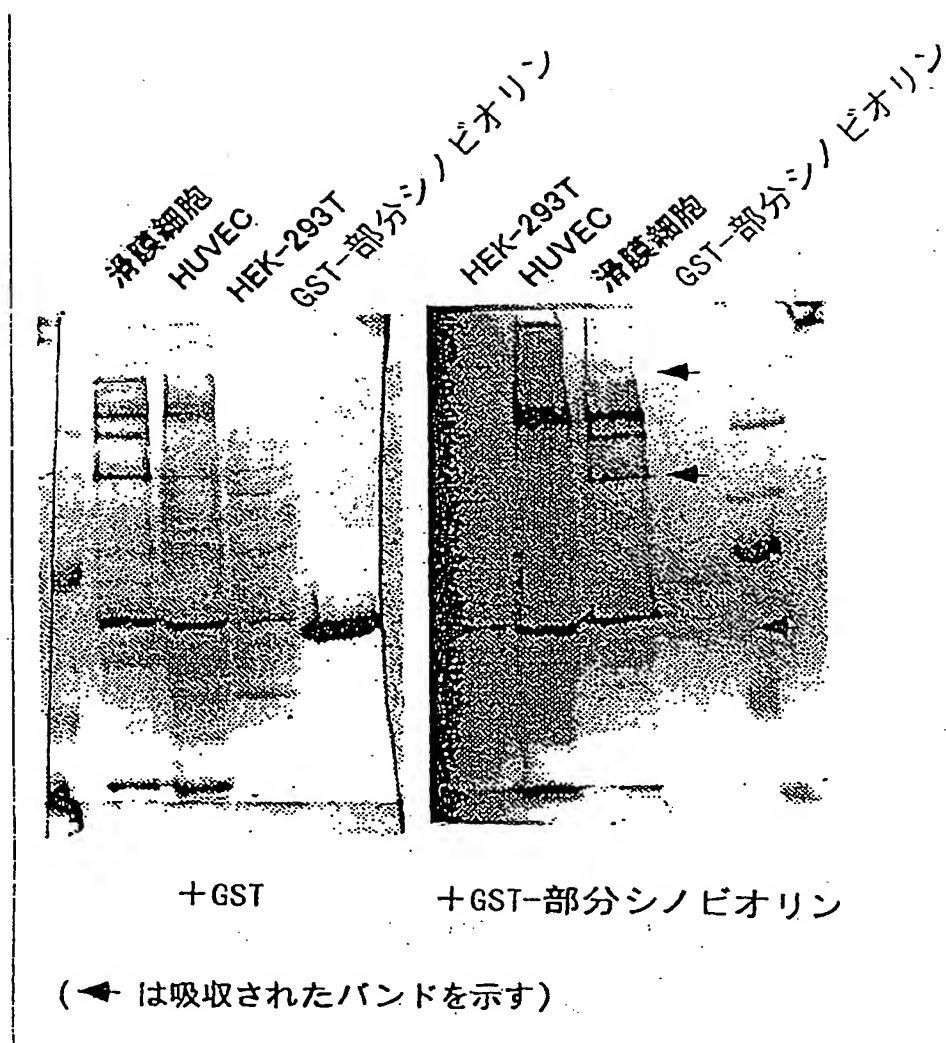 滑膜細胞
HUVEC
HEK-293T
GST-部分シノビオリン
HEK-293T
HUVEC
滑膜細胞
GST-部分シノビオリン
+GST
+GST-部分シノビオリン
(← は吸収されたバンドを示す)